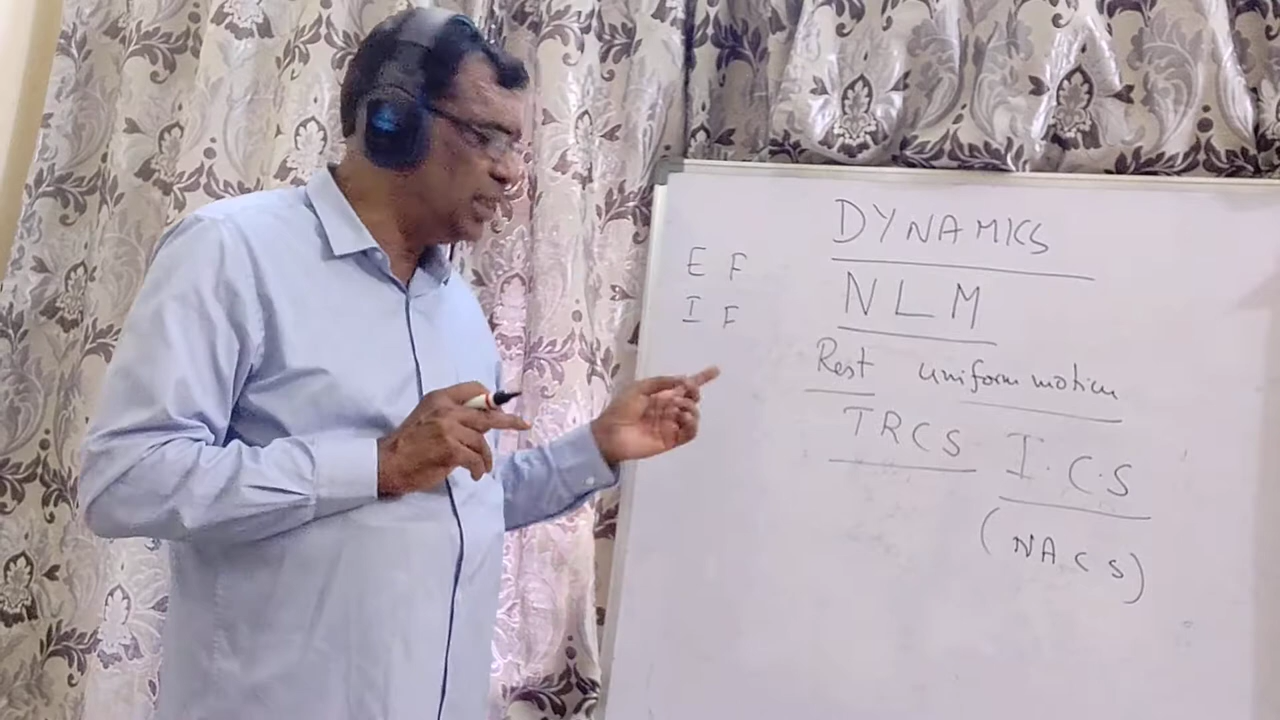 DYNAMICS
E F
NLM
I F
Rest uniform motion
TRCS I.C.S
(NACS)